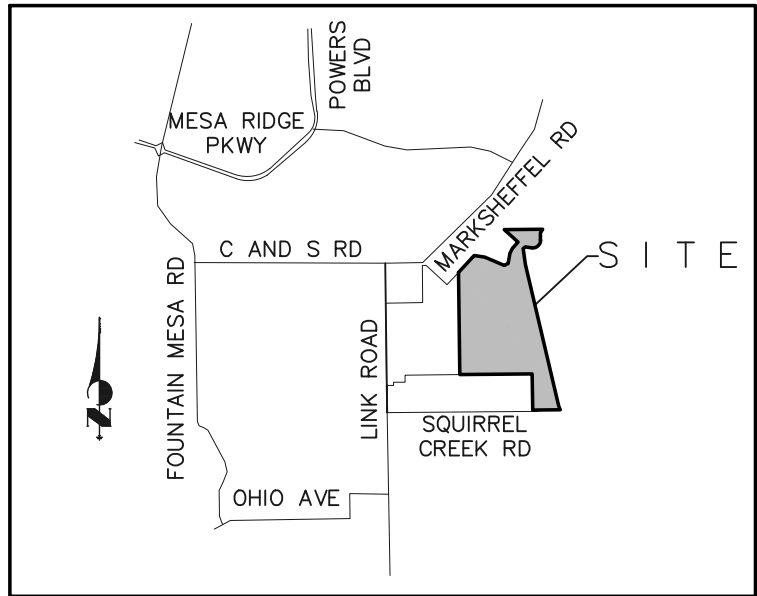 POWERS
BLVD
MESA RIDGE
PKWY
MARKSHEFFEL RD
C AND S RD
SITE
FOUNTAIN MESA RD
LINK ROAD
N
SQUIRREL
CREEK RD
OHIO AVE